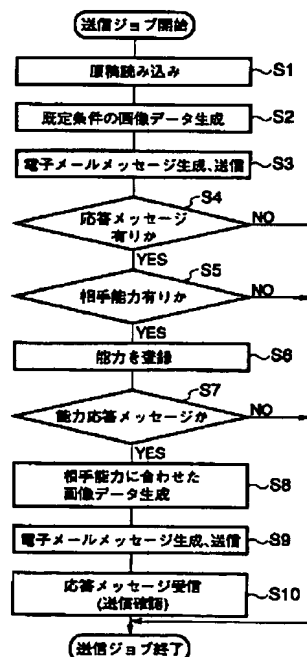 送信ジョブ開始
原稿読み込み S1
既定条件の画像データ生成 S2
電子メールメッセージ生成、送信 S3
S4
応答メッセージ NO
有りか
YES S5
相手能力有りか NO
YES
能力を登録 S6
S7
能力応答メッセージか NO
YES
相手能力に合わせた S8
画像データ生成
電子メールメッセージ生成、送信 S9
応答メッセージ受信 S10
(送信確認)
送信ジョブ終了